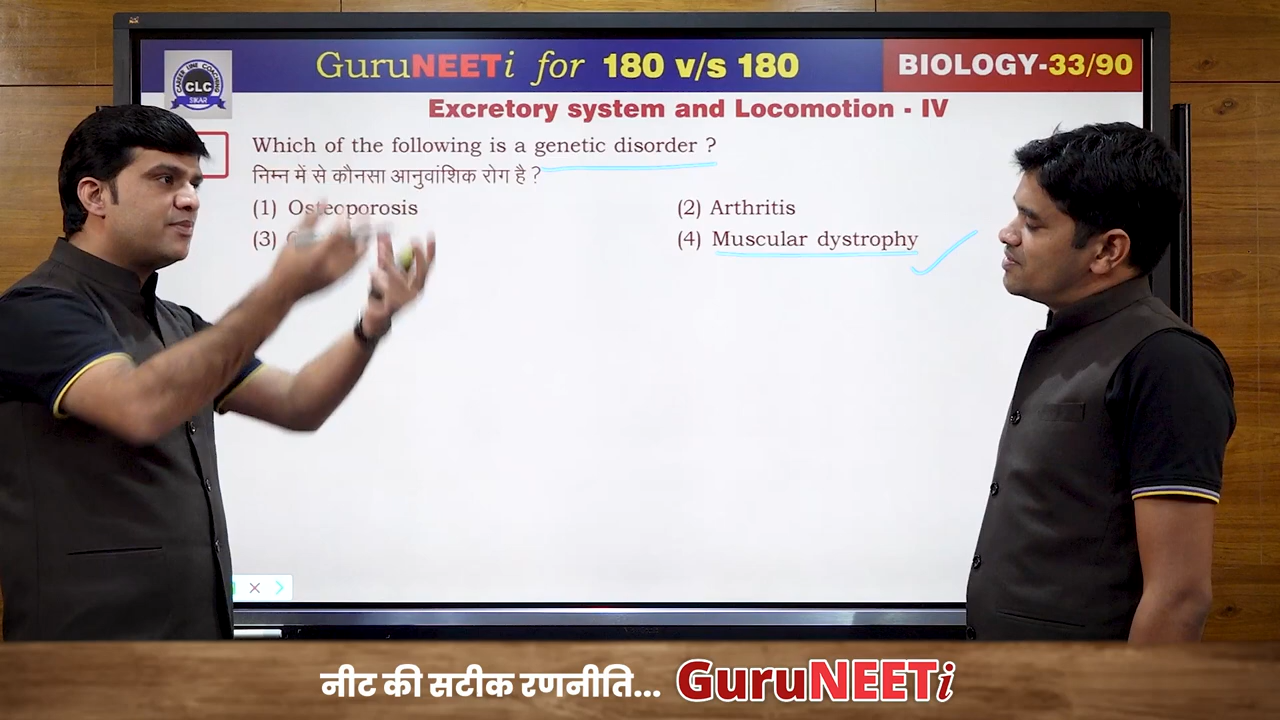 GuruNEETi for 180 v/s 180
BIOLOGY-33/90
CAREER LINE COACHING
CLC
SIKAR
Excretory system and Locomotion - IV
Which of the following is a genetic disorder ?
निम्न में से कौनसा आनुवांशिक रोग है ?
(1) Osteoporosis
(2) Arthritis
(3)
(4) Muscular dystrophy
नीट की सटीक रणनीति... GuruNEETi